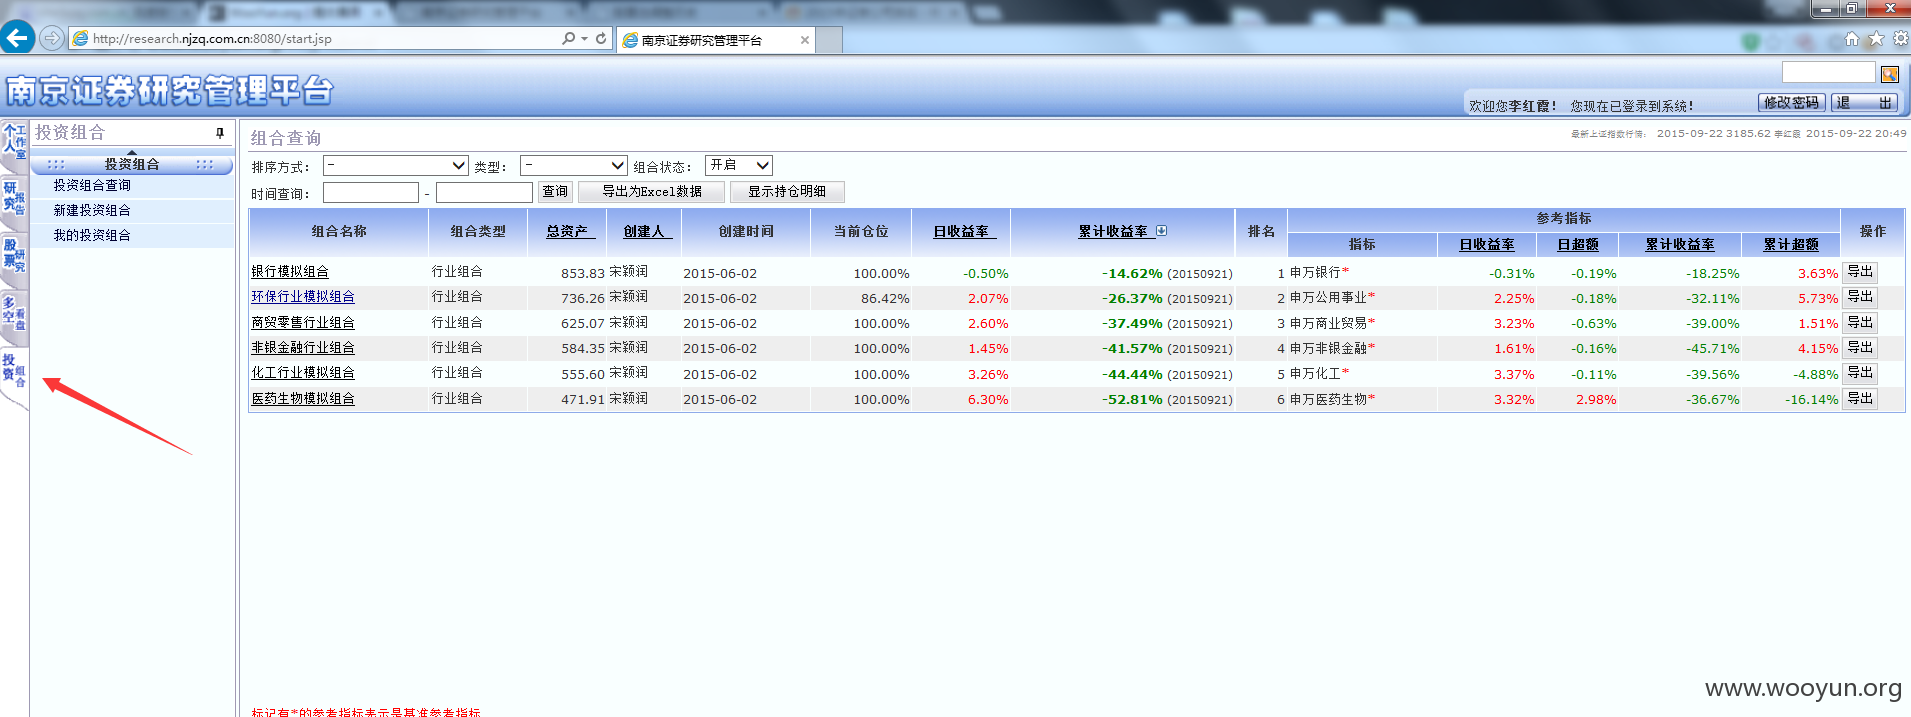 http://research.njzq.com.cn:8080/start.jsp
南京证券研究管理平台
南京证券研究管理平台
欢迎您李红霞! 您现在已登录到系统!
修改密码 退 出
个人工作室
研究报告
股票研究
多空看盘
投资组合
投资组合
投资组合
投资组合查询
新建投资组合
我的投资组合
组合查询
最新上证指数行情: 2015-09-22 3185.62 李红霞 2015-09-22 20:49
排序方式: - 类型: - 组合状态: 开启
时间查询: - 查询 导出为Excel数据 显示持仓明细
组合名称 组合类型 总资产 创建人 创建时间 当前仓位 日收益率 累计收益率 排名 参考指标 操作
指标 日收益率 日超额 累计收益率 累计超额
银行模拟组合 行业组合 853.83 宋颖润 2015-06-02 100.00% -0.50% -14.62% (20150921) 1 申万银行* -0.31% -0.19% -18.25% 3.63% 导出
环保行业模拟组合 行业组合 736.26 宋颖润 2015-06-02 86.42% 2.07% -26.37% (20150921) 2 申万公用事业* 2.25% -0.18% -32.11% 5.73% 导出
商贸零售行业组合 行业组合 625.07 宋颖润 2015-06-02 100.00% 2.60% -37.49% (20150921) 3 申万商业贸易* 3.23% -0.63% -39.00% 1.51% 导出
非银金融行业组合 行业组合 584.35 宋颖润 2015-06-02 100.00% 1.45% -41.57% (20150921) 4 申万非银金融* 1.61% -0.16% -45.71% 4.15% 导出
化工行业模拟组合 行业组合 555.60 宋颖润 2015-06-02 100.00% 3.26% -44.44% (20150921) 5 申万化工* 3.37% -0.11% -39.56% -4.88% 导出
医药生物模拟组合 行业组合 471.91 宋颖润 2015-06-02 100.00% 6.30% -52.81% (20150921) 6 申万医药生物* 3.32% 2.98% -36.67% -16.14% 导出
标记有*的参考指标表示是基准参考指标
www.wooyun.org